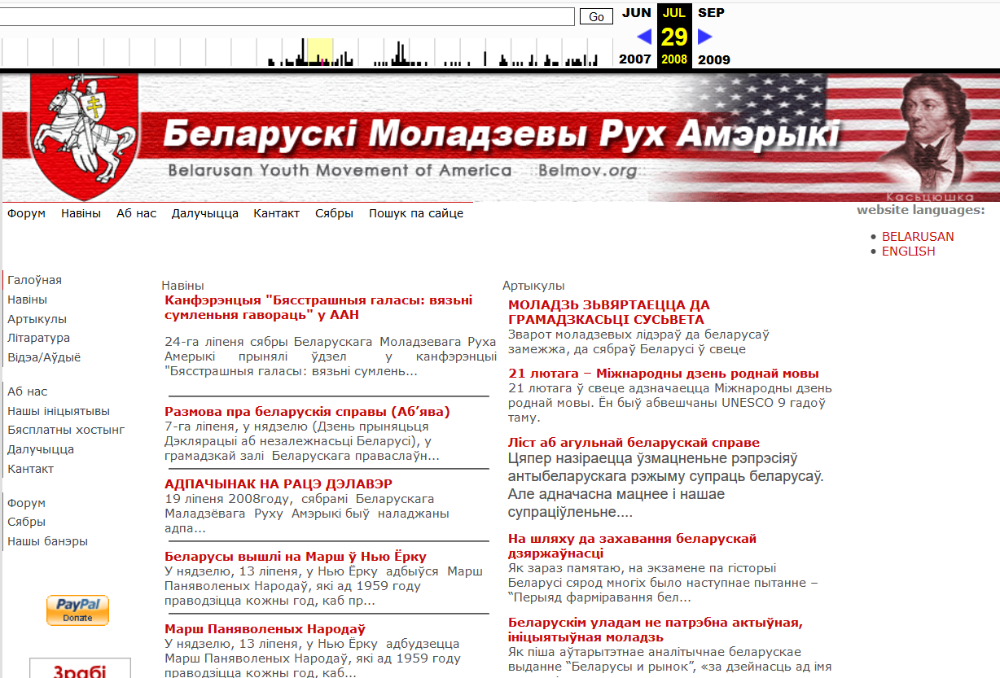 Go
JUN JUL SEP
29
2007 2008 2009
Беларускі Моладзевы Рух Амэрыкі
Belarusan Youth Movement of America Belmov.org
Касьцюшка
Форум Навіны Аб нас Далучыцца Кантакт Сябры Пошук па сайце
website languages:
BELARUSAN
ENGLISH
Галоўная
Навіны
Артыкулы
Літаратура
Відэа/Аўдыё
Аб нас
Нашы ініцыятывы
Бясплатны хостынг
Далучыцца
Кантакт
Форум
Сябры
Нашы банэры
PayPal
Donate
Зрабі
Навіны
Канфэрэнцыя "Бясстрашныя галасы: вязьні
сумленьня гавораць" у ААН
24-га ліпеня сябры Беларускага Моладзевага Руха
Амерыкі прынялі ўдзел у канфэрэнцыі
"Бясстрашныя галасы: вязьні сумлень...
Размова пра беларускія справы (Аб’ява)
7-га ліпеня, у нядзелю (Дзень прыняцьця
Дэклярацыі аб незалежнасьці Беларусі), у
грамадзкай залі Беларускага праваслаўн...
АДПАЧЫНАК НА РАЦЭ ДЭЛАВЭР
19 ліпеня 2008году, сябрамі Беларускага
Маладзёвага Руху Амэрыкі быў наладжаны
адпа...
Беларусы вышлі на Марш ў Нью Ёрку
У нядзелю, 13 ліпеня, у Нью Ёрку адбыўся Марш
Паняволеных Народаў, які ад 1959 году
праводзіцца кожны год, каб пр...
Марш Паняволеных Народаў
У нядзелю, 13 ліпеня, у Нью Ёрку адбудзецца
Марш Паняволеных Народаў, які ад 1959 году
праводзіцца кожны год, каб...
Артыкулы
МОЛАДЗЬ ЗЬВЯРТАЕЦЦА ДА
ГРАМАДЗКАСЬЦІ СУСЬВЕТА
Зварот моладзевых лідэраў да беларусаў
замежжа, да сябраў Беларусі ў свеце
21 лютага – Міжнародны дзень роднай мовы
21 лютага ў свеце адзначаецца Міжнародны дзень
роднай мовы. Ён быў абвешчаны UNESCO 9 гадоў
таму.
Ліст аб агульнай беларускай справе
Цяпер назіраецца ўзмацненьне рэпрэсіяў
антыбеларускага рэжыму супраць беларусаў.
Але адначасна мацнее і нашае
супраціўленьне....
На шляху да захавання беларускай
дзяржаўнасці
Як зараз памятаю, на экзамене па гісторыі
Беларусі сярод многіх было наступнае пытанне –
“Перыяд фарміравання бел...
Беларускім уладам не патрэбна актыўная,
ініцыятыўная моладзь
Як піша аўтарытэтнае аналітычнае беларускае
выданне “Беларусы и рынок”, «за дзейнасць ад імя